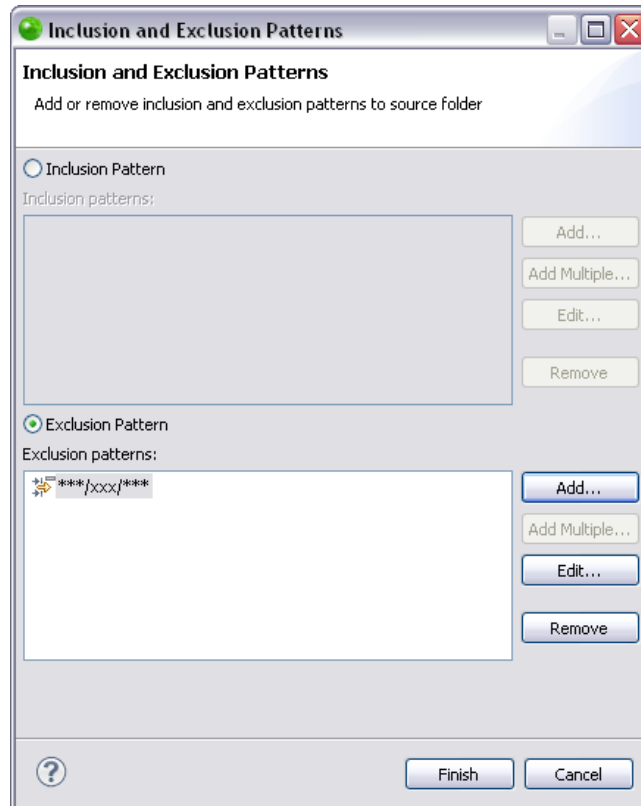 Inclusion and Exclusion Patterns
Inclusion and Exclusion Patterns
Add or remove inclusion and exclusion patterns to source folder
Inclusion Pattern
Inclusion patterns:
Add...
Add Multiple...
Edit...
Remove
Exclusion Pattern
Exclusion patterns:
***/xxx/***
Add...
Add Multiple...
Edit...
Remove
?
Finish
Cancel